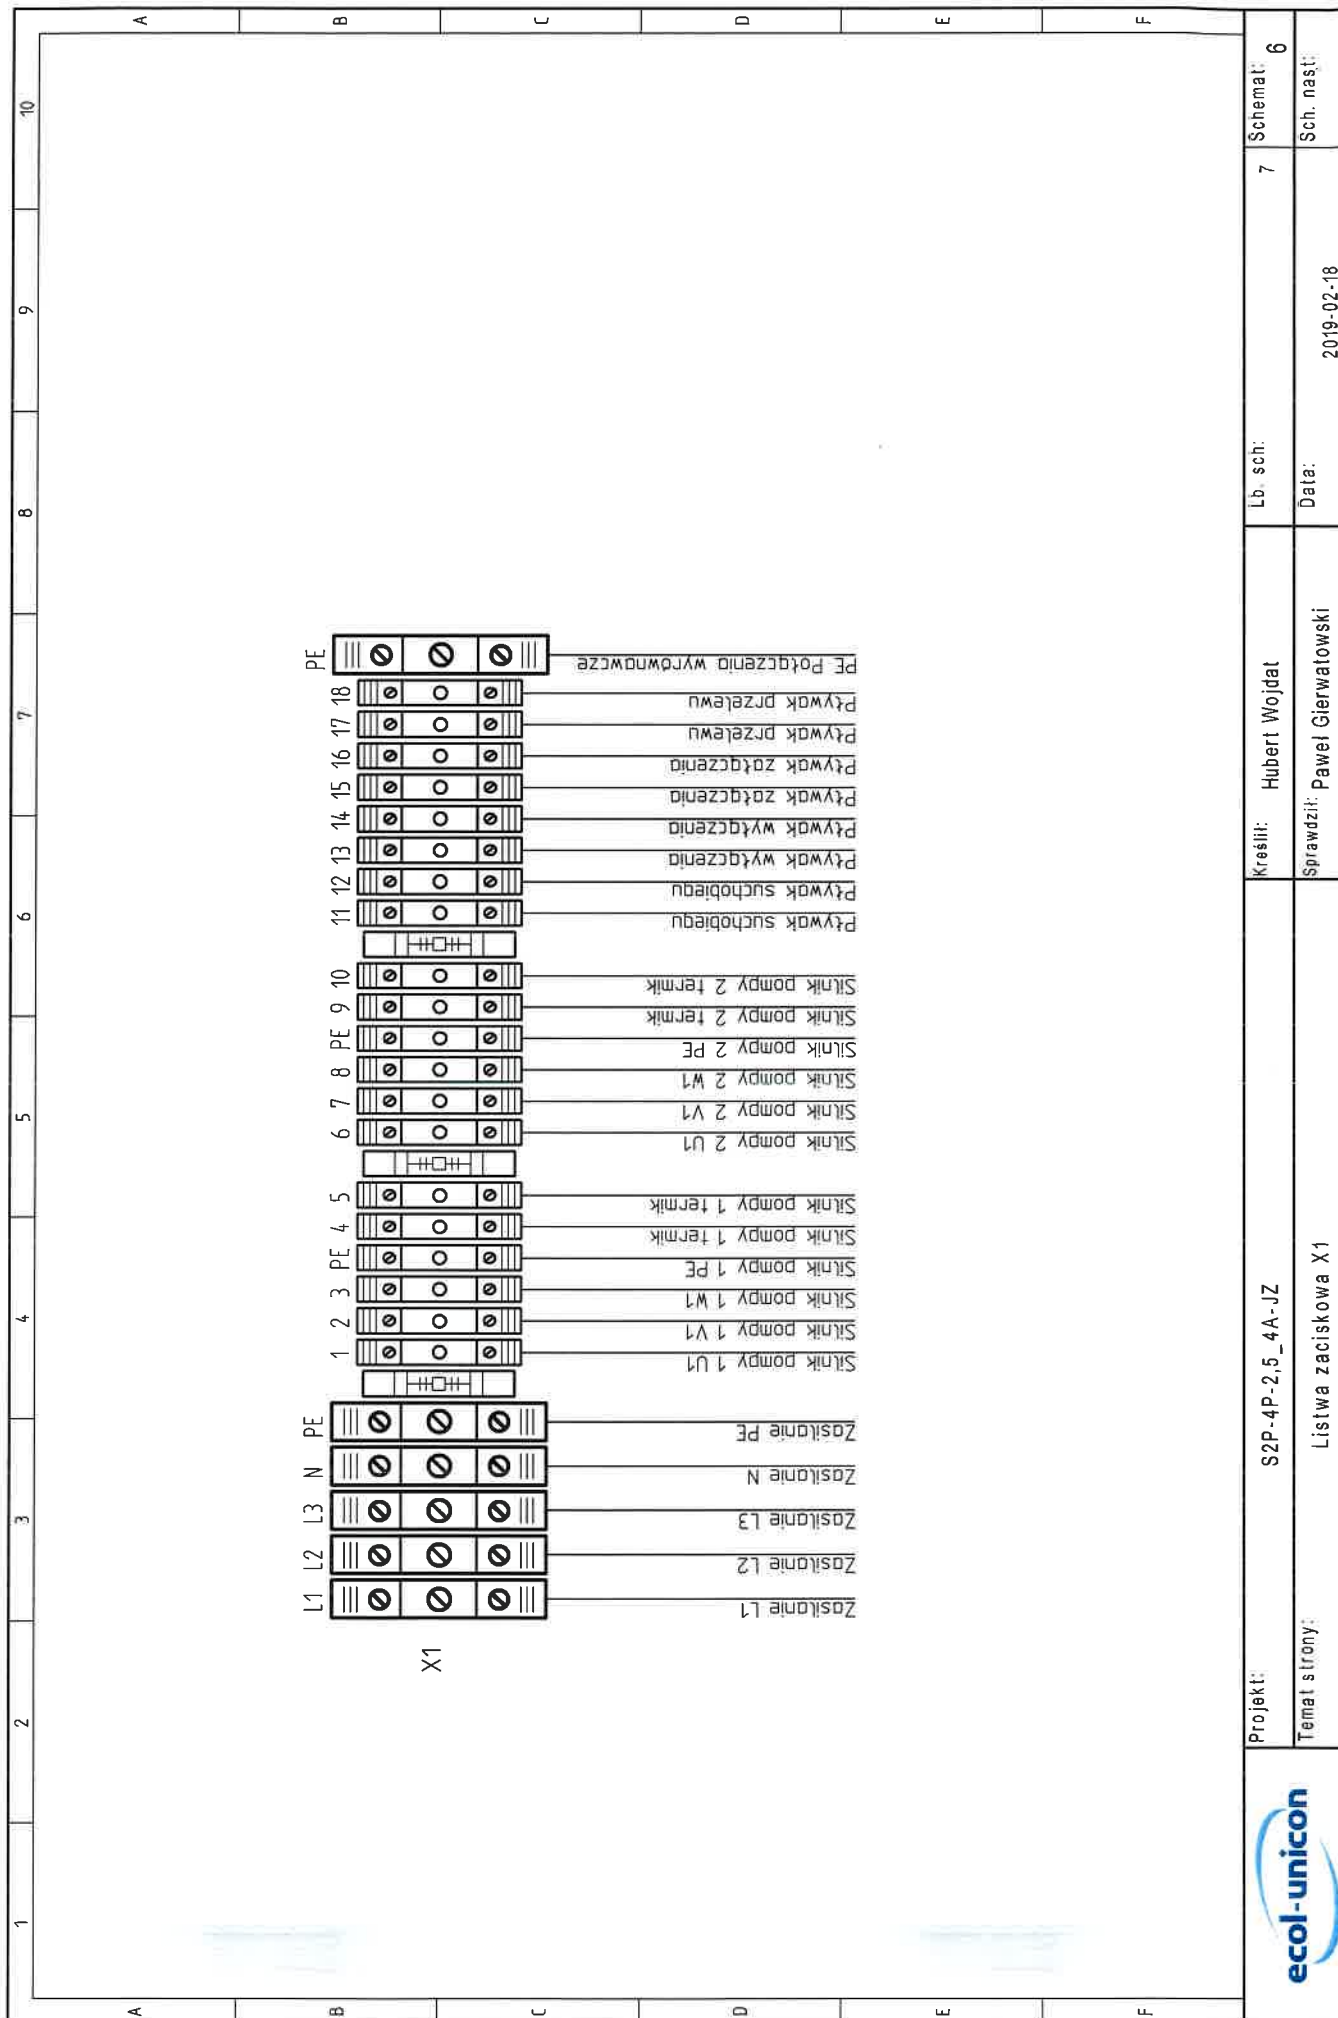 1 2 3 4 5 6 7 8 9 10
A
B
C
D
E
F
X1
L1 Zasilanie L1
L2 Zasilanie L2
L3 Zasilanie L3
N Zasilanie N
PE Zasilanie PE
1 Silnik pompy 1 U1
2 Silnik pompy 1 V1
3 Silnik pompy 1 W1
PE Silnik pompy 1 PE
4 Silnik pompy 1 termik
5 Silnik pompy 1 termik
6 Silnik pompy 2 U1
7 Silnik pompy 2 V1
8 Silnik pompy 2 W1
PE Silnik pompy 2 PE
9 Silnik pompy 2 termik
10 Silnik pompy 2 termik
11 Pływak suchobiegu
12 Pływak suchobiegu
13 Pływak wyłączenia
14 Pływak wyłączenia
15 Pływak załączenia
16 Pływak załączenia
17 Pływak przelewu
18 Pływak przelewu
PE PE Połączenia wyrównawcze
A
B
C
D
E
F
ecol-unicon
Projekt: S2P-4P-2,5_4A-JZ
Kreślił: Hubert Wojdat
Lb. sch: 7
Schemat: 6
Temat strony: Listwa zaciskowa X1
Sprawdził: Paweł Gierwatowski
Data: 2019-02-18
Sch. nast: